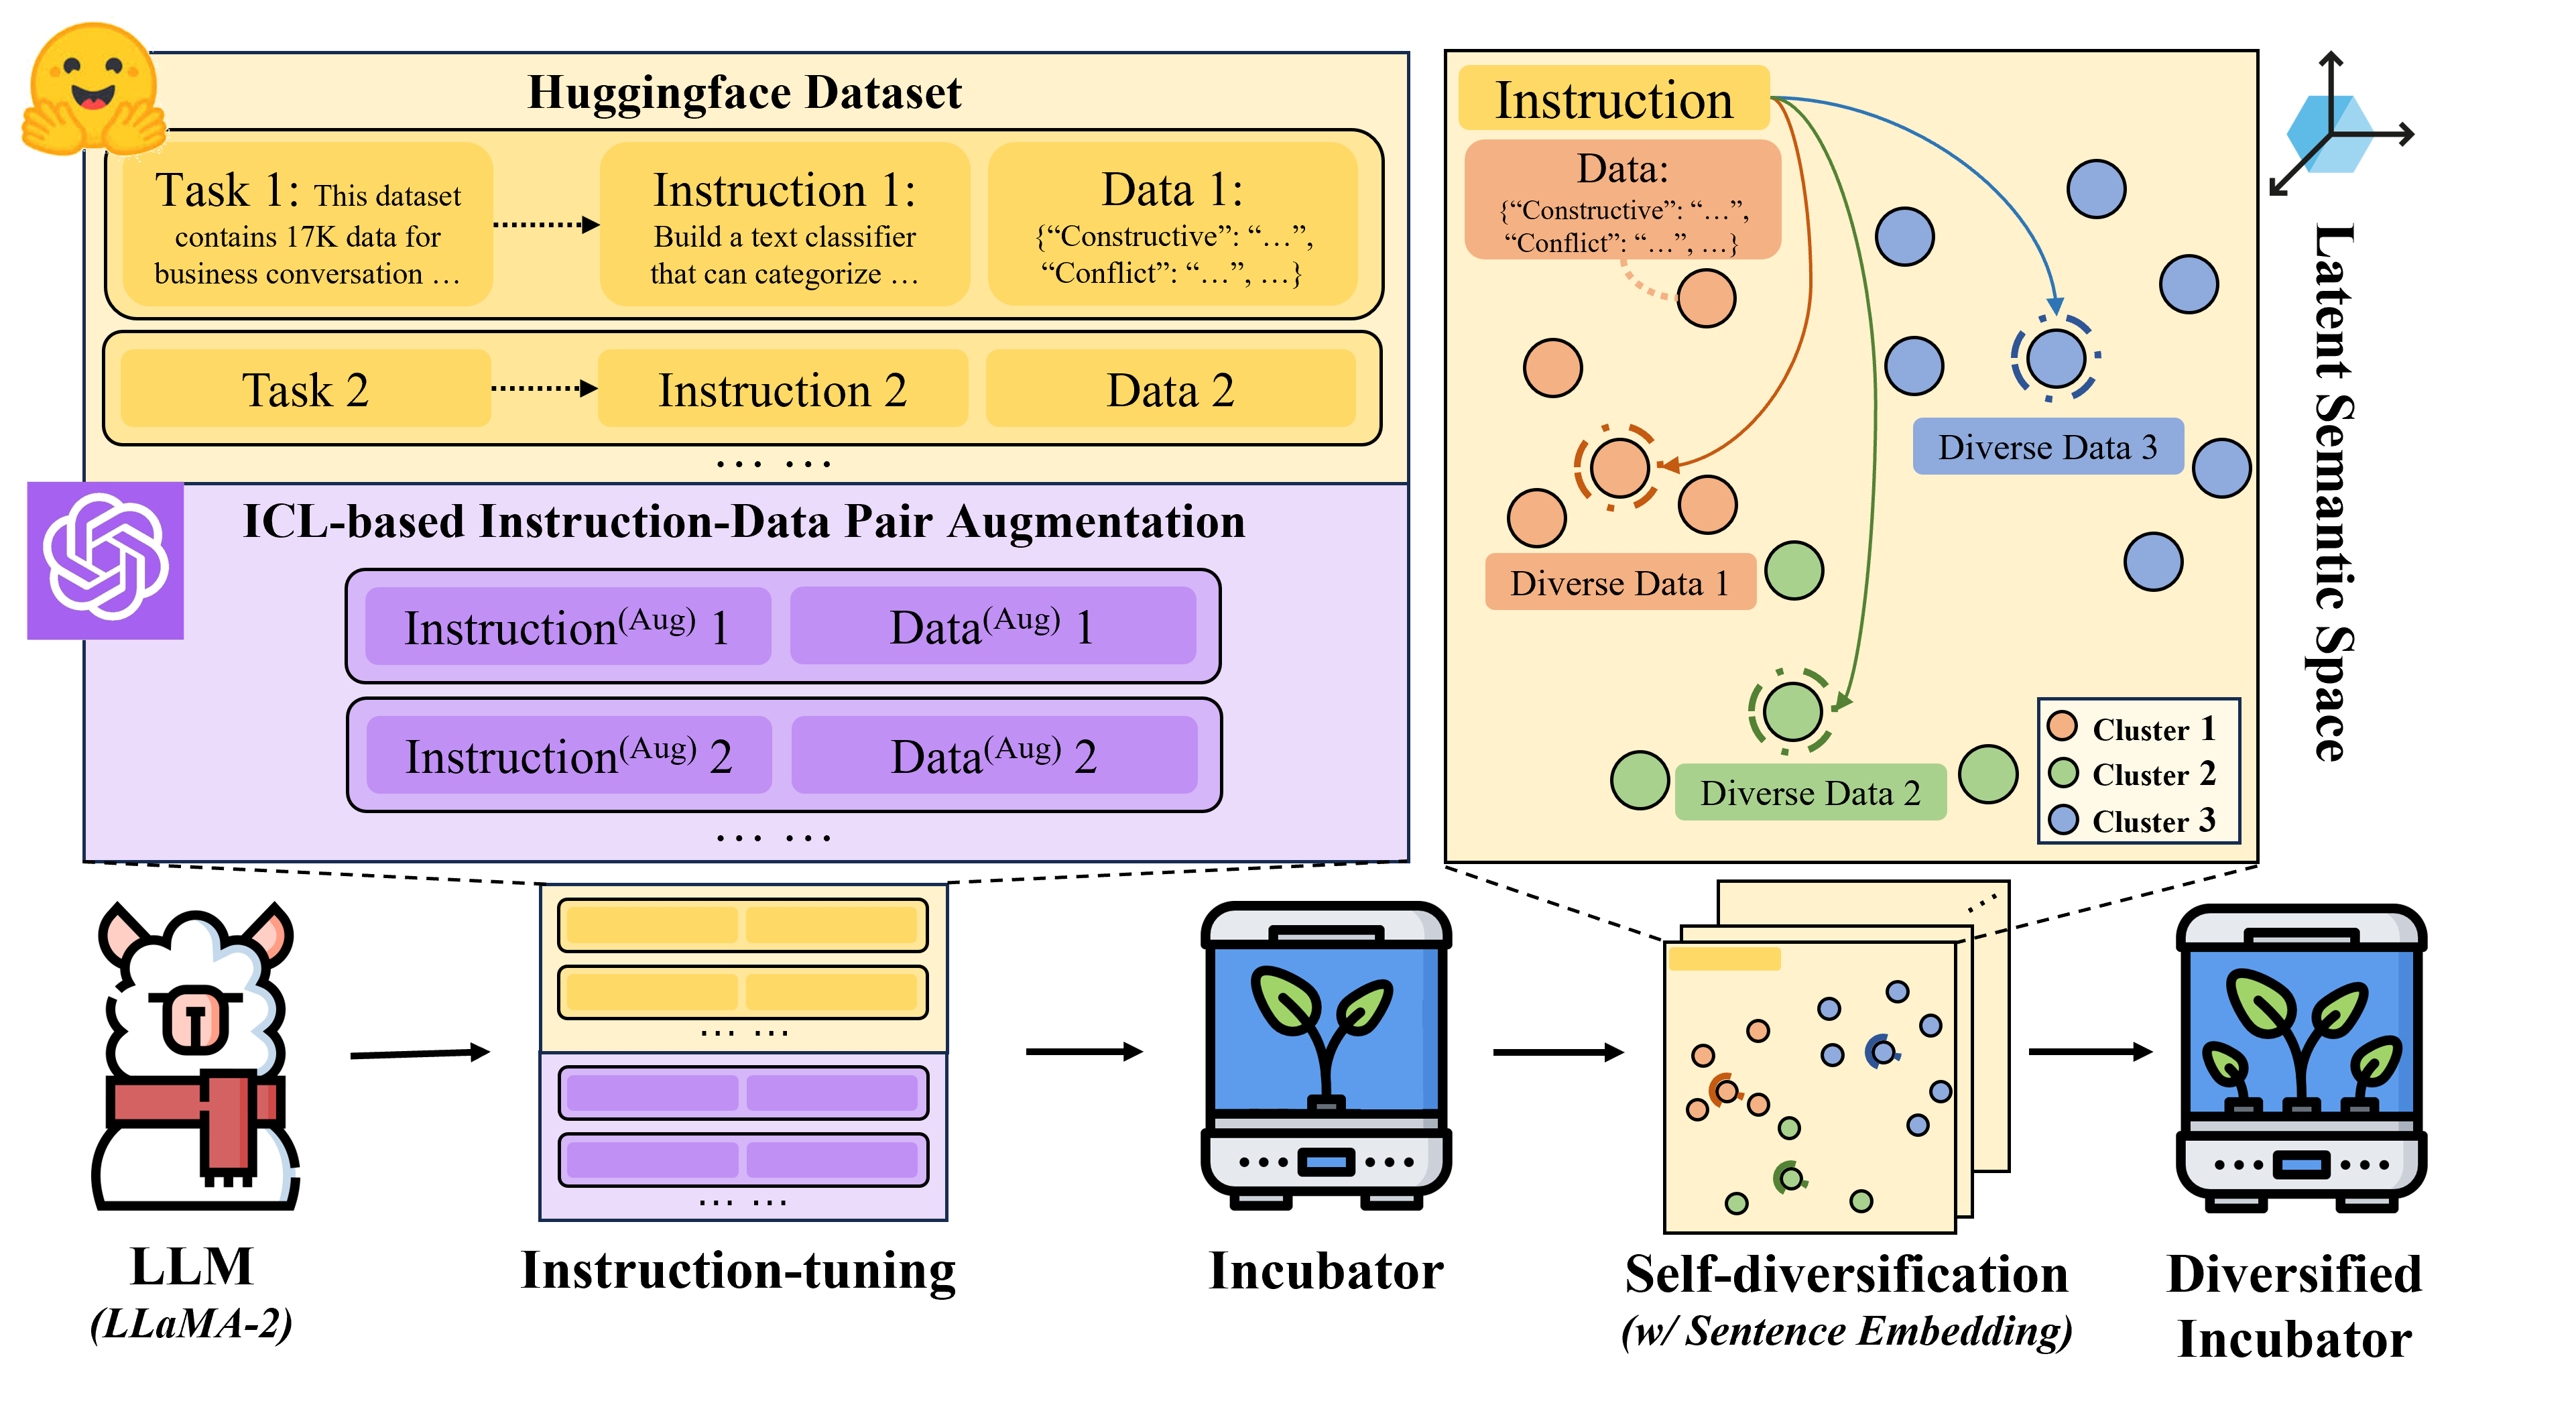 Huggingface Dataset
Task 1: This dataset
contains 17K data for
business conversation …
Instruction 1:
Build a text classifier
that can categorize …
Data 1:
{“Constructive”: “…”,
“Conflict”: “…”, …}
Task 2
Instruction 2
Data 2
… …
ICL-based Instruction-Data Pair Augmentation
Instruction(Aug) 1
Data(Aug) 1
Instruction(Aug) 2
Data(Aug) 2
… …
Instruction
Data:
{“Constructive”: “…”,
“Conflict”: “…”, …}
Diverse Data 3
Diverse Data 1
Diverse Data 2
Cluster 1
Cluster 2
Cluster 3
Latent Semantic Space
… …
… …
LLM
(LLaMA-2)
Instruction-tuning
Incubator
Self-diversification
(w/ Sentence Embedding)
Diversified
Incubator